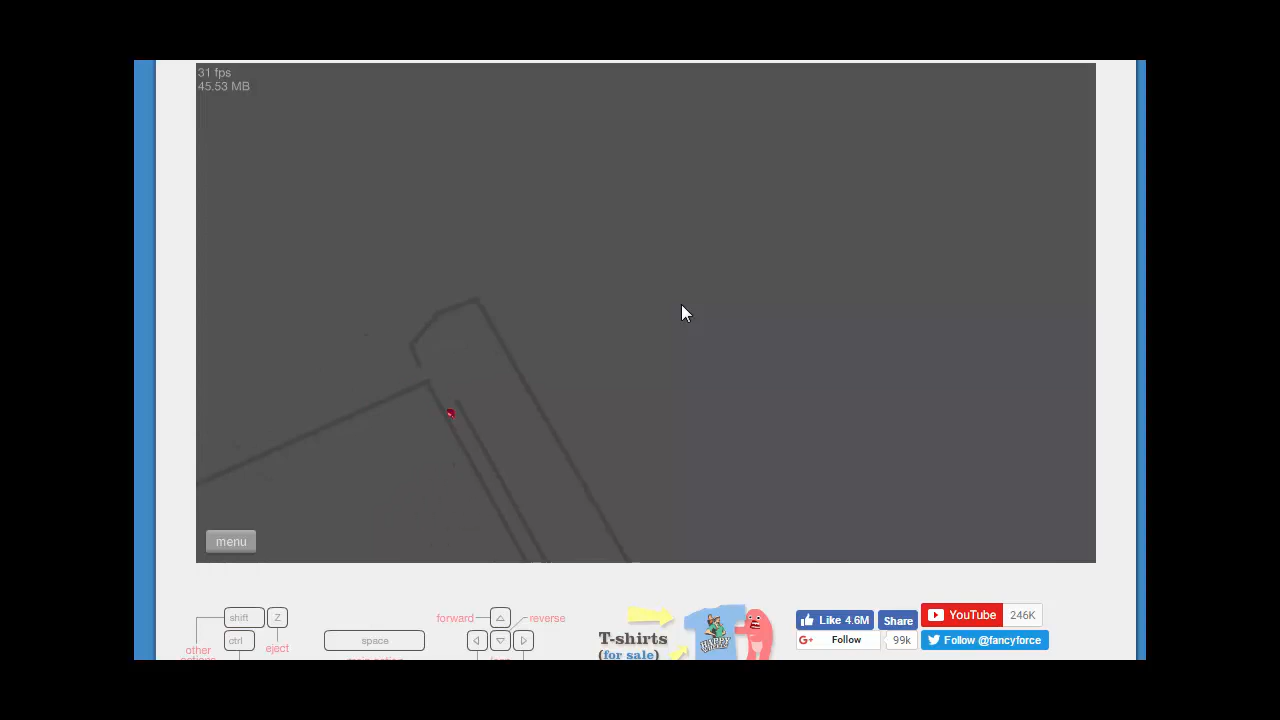 31 fps
45.53 MB
menu
shift
Z
ctrl
space
other
eject
forward
reverse
T-shirts
(for sale)
HAPPY
Like 4.6M
Share
YouTube
246K
G+ Follow
99k
Follow @fancyforce